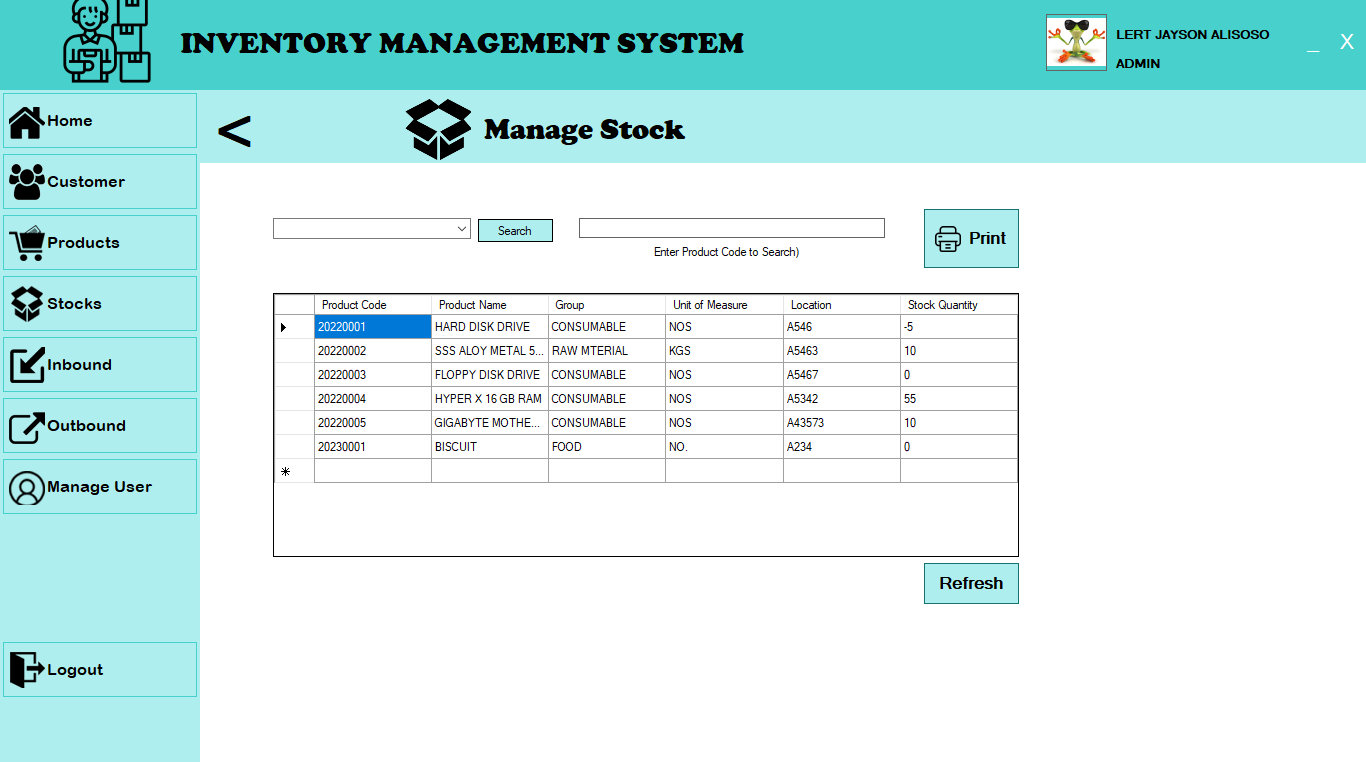 INVENTORY MANAGEMENT SYSTEM
LERT JAYSON ALISOSO
ADMIN
_ X
Home
Customer
Products
Stocks
Inbound
Outbound
Manage User
Logout
< Manage Stock
Search
Enter Product Code to Search)
Print
Product Code Product Name Group Unit of Measure Location Stock Quantity
20220001 HARD DISK DRIVE CONSUMABLE NOS A546 -5
20220002 SSS ALOY METAL 5... RAW MTERIAL KGS A5463 10
20220003 FLOPPY DISK DRIVE CONSUMABLE NOS A5467 0
20220004 HYPER X 16 GB RAM CONSUMABLE NOS A5342 55
20220005 GIGABYTE MOTHE... CONSUMABLE NOS A43573 10
20230001 BISCUIT FOOD NO. A234 0
Refresh